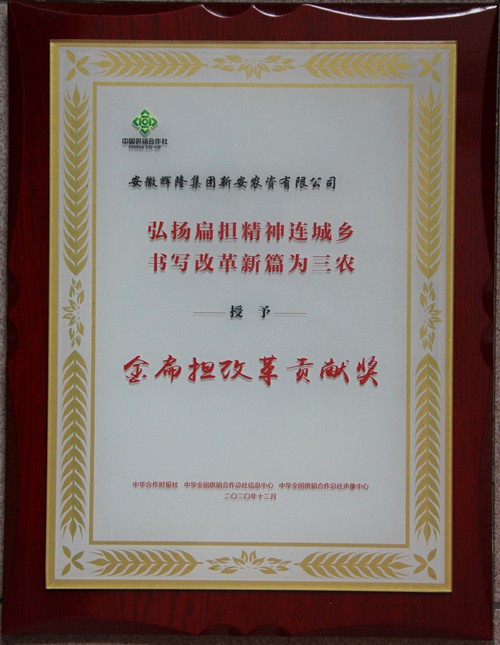 中国供销合作社
CHINA CO-OP
安徽辉隆集团新安农资有限公司
弘扬扁担精神连城乡
书写改革新篇为三农
授 予
金扁担改革贡献奖
中华合作时报社 中华全国供销合作总社信息中心 中华全国供销合作总社声像中心
二〇二〇年十二月